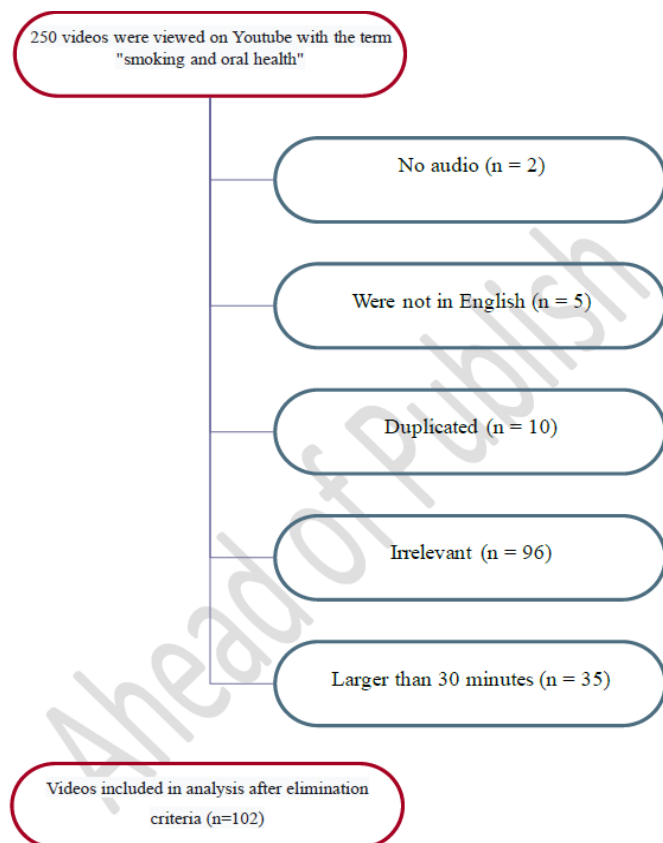 250 videos were viewed on Youtube with the term
"smoking and oral health"
No audio (n = 2)
Were not in English (n = 5)
Duplicated (n = 10)
Irrelevant (n = 96)
Larger than 30 minutes (n = 35)
Videos included in analysis after elimination
criteria (n=102)
Ahead of Publish